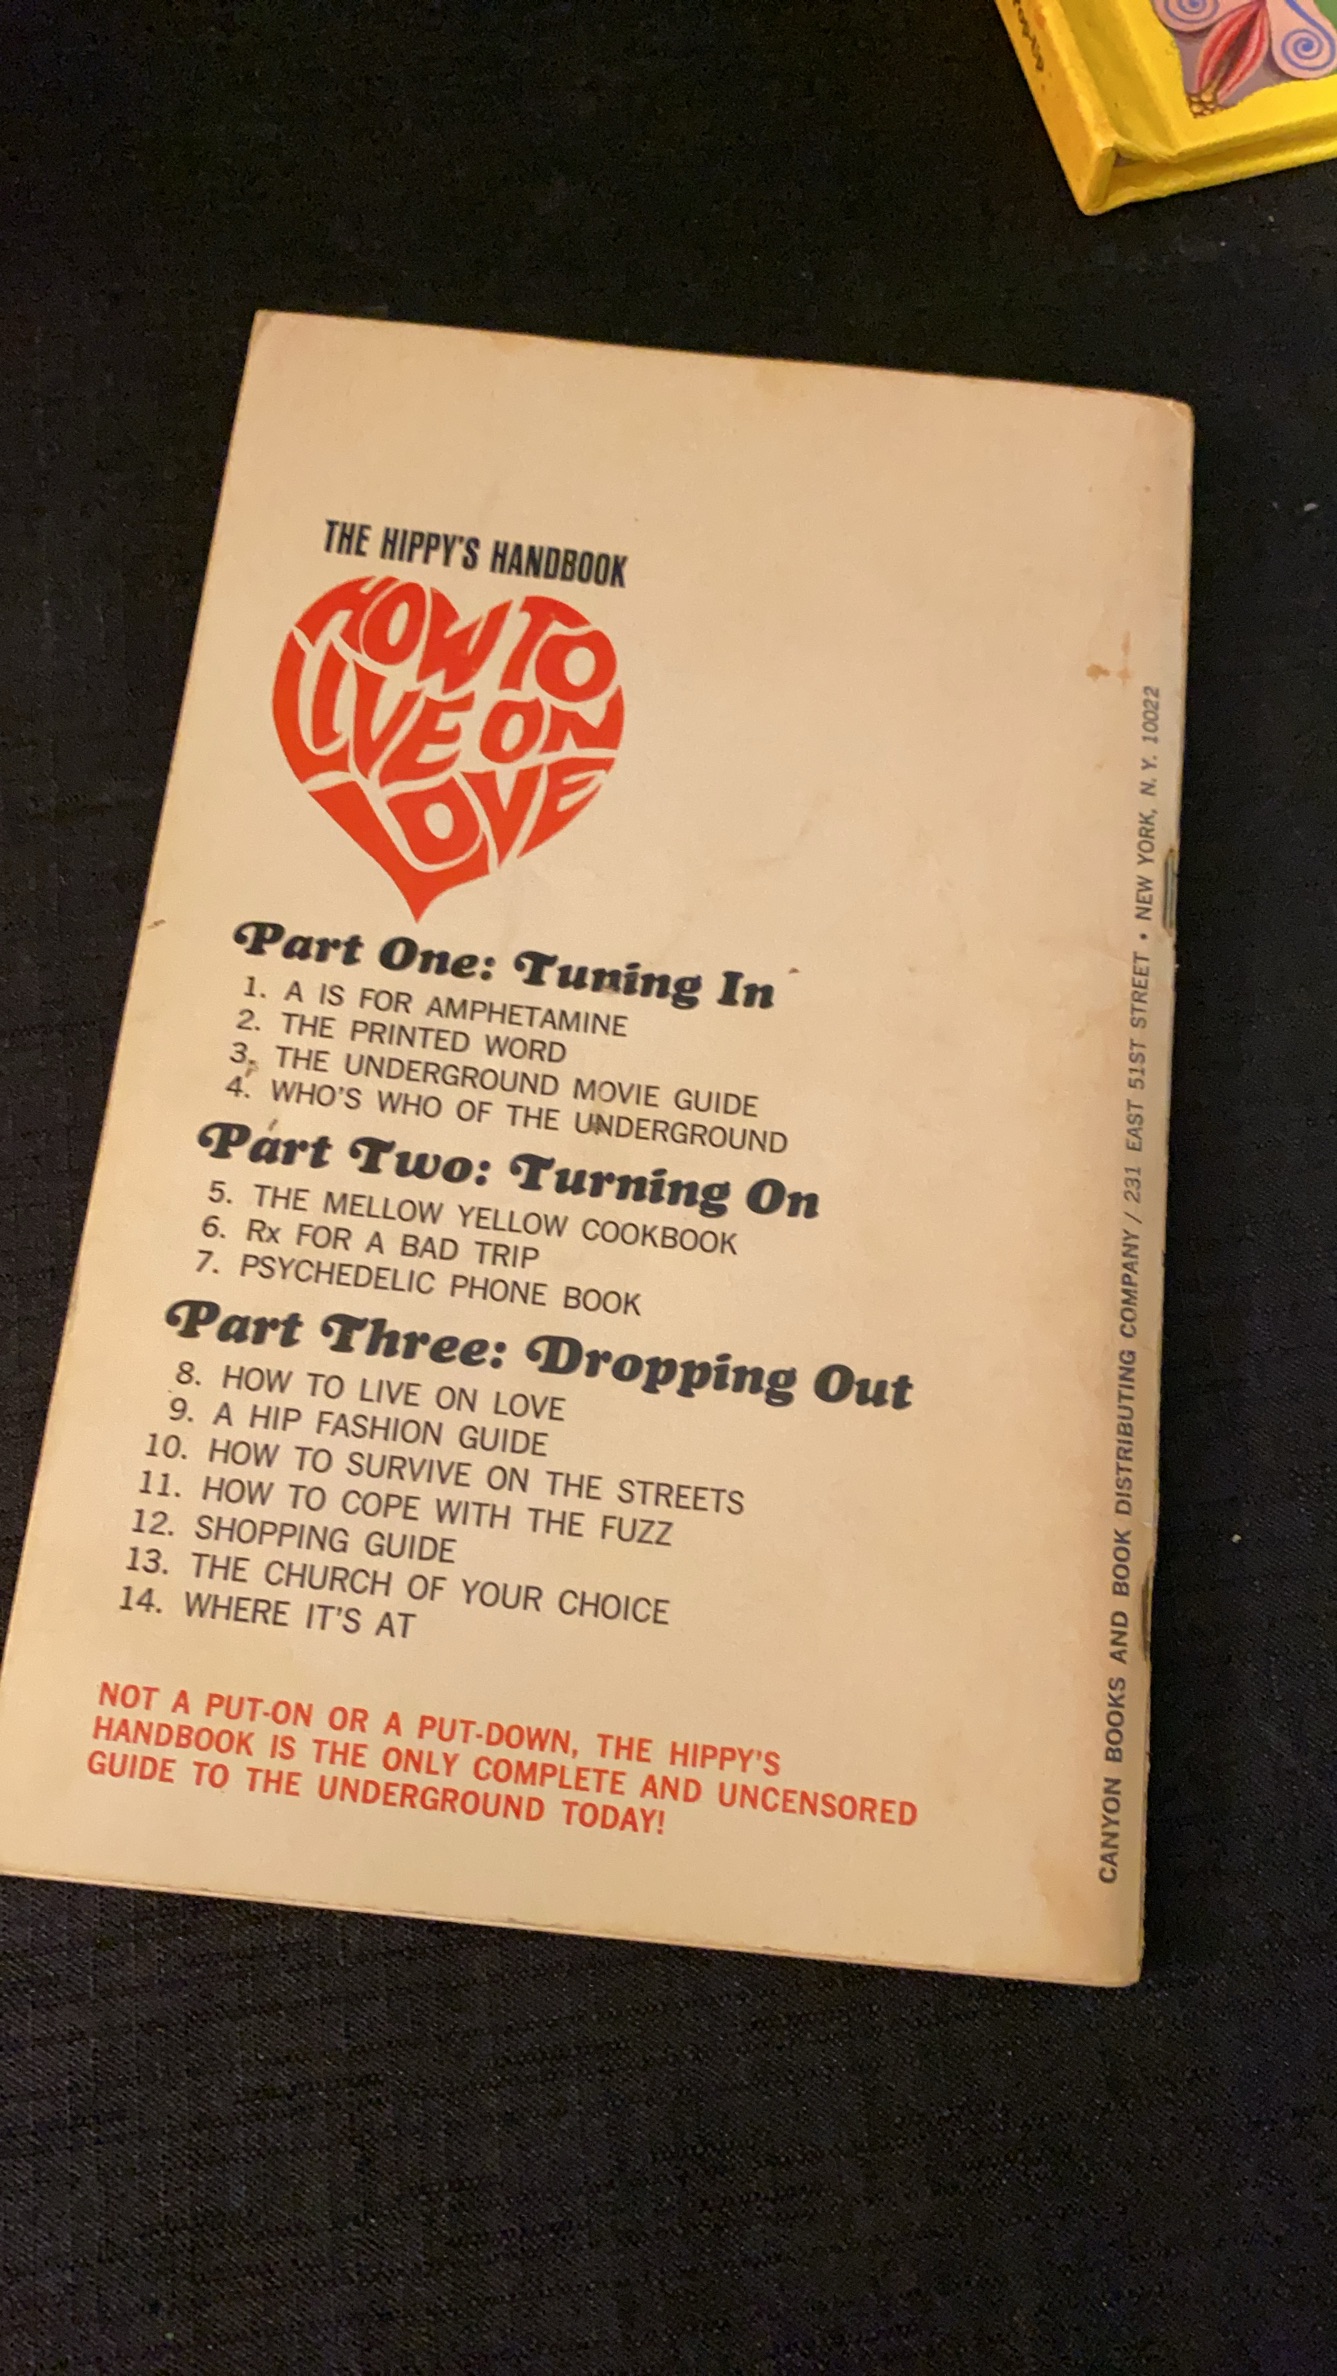 THE HIPPY'S HANDBOOK
HOW TO
LIVE ON
LOVE
Part One: Tuning In
1. A IS FOR AMPHETAMINE
2. THE PRINTED WORD
3. THE UNDERGROUND MOVIE GUIDE
4. WHO'S WHO OF THE UNDERGROUND
Part Two: Turning On
5. THE MELLOW YELLOW COOKBOOK
6. Rx FOR A BAD TRIP
7. PSYCHEDELIC PHONE BOOK
Part Three: Dropping Out
8. HOW TO LIVE ON LOVE
9. A HIP FASHION GUIDE
10. HOW TO SURVIVE ON THE STREETS
11. HOW TO COPE WITH THE FUZZ
12. SHOPPING GUIDE
13. THE CHURCH OF YOUR CHOICE
14. WHERE IT'S AT
NOT A PUT-ON OR A PUT-DOWN, THE HIPPY'S
HANDBOOK IS THE ONLY COMPLETE AND UNCENSORED
GUIDE TO THE UNDERGROUND TODAY!
CANYON BOOKS AND BOOK DISTRIBUTING COMPANY / 231 EAST 51ST STREET • NEW YORK, N. Y. 10022